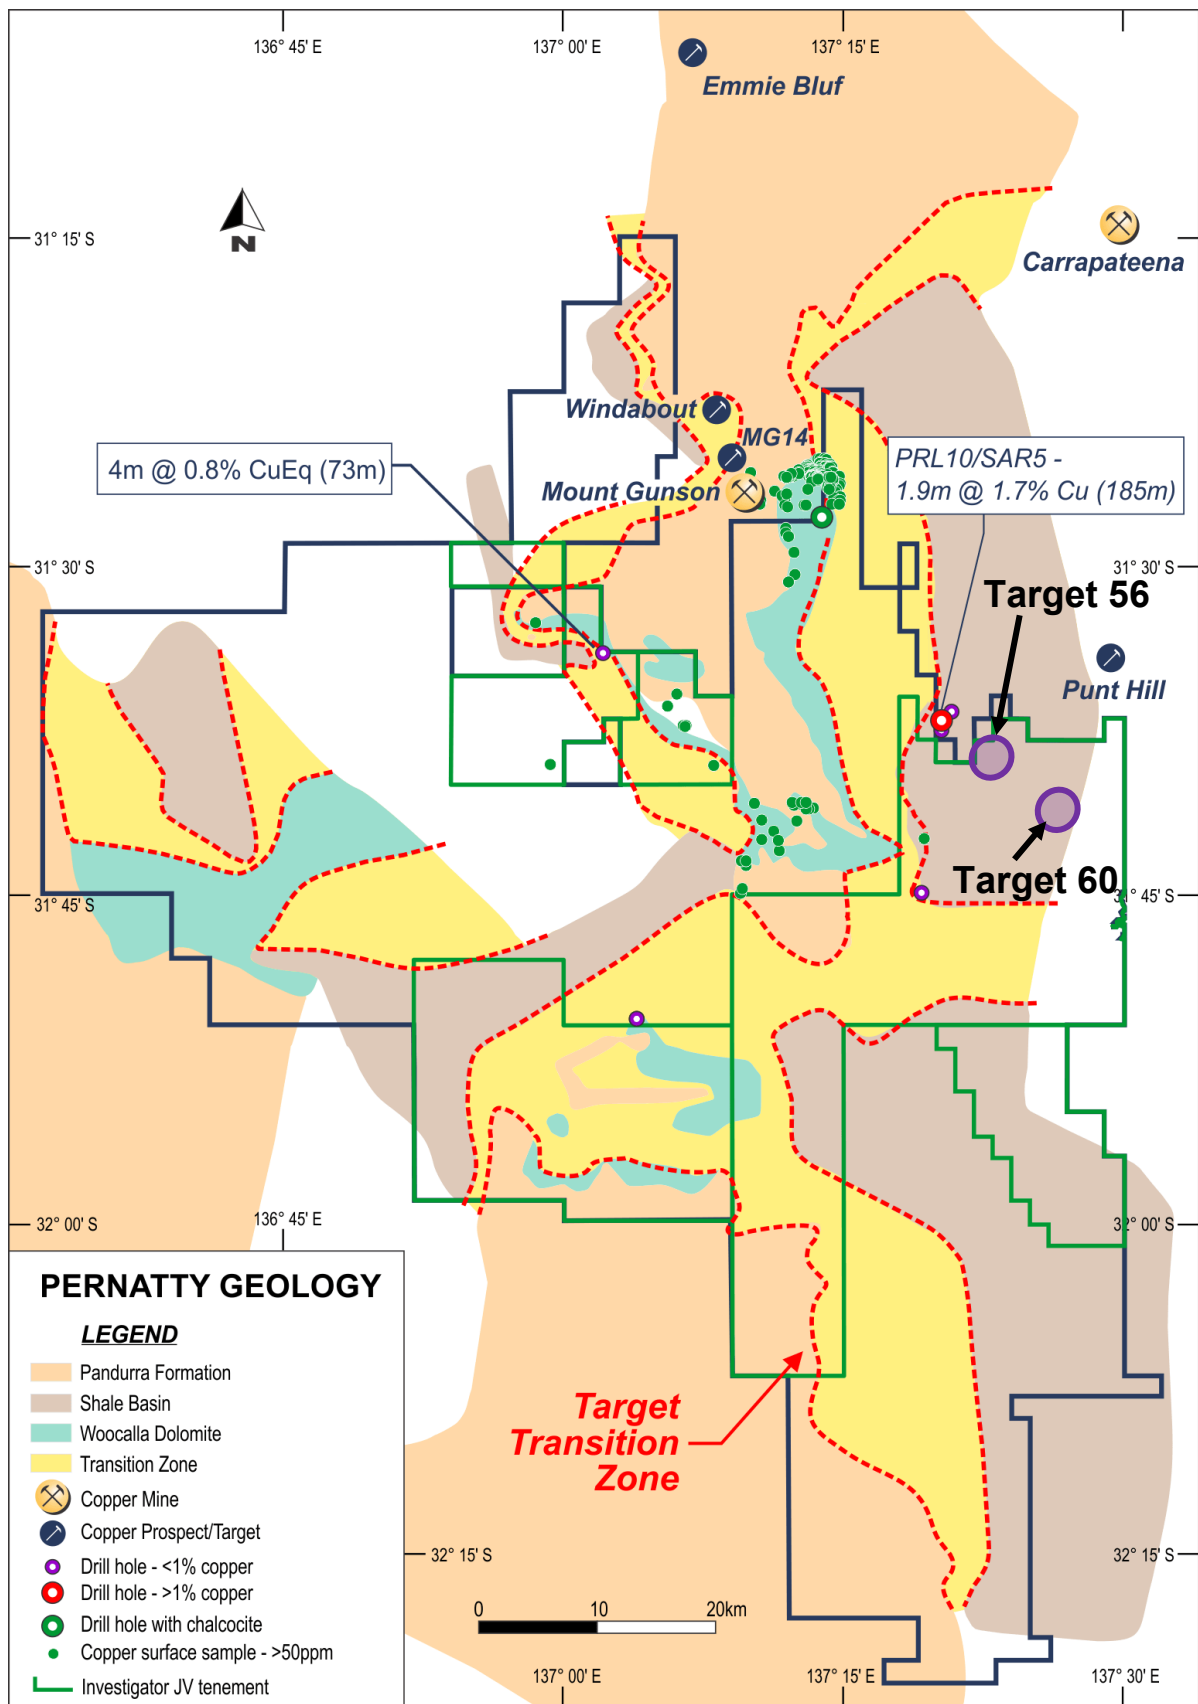 136° 45' E
137° 00' E
137° 15' E
Emmie Bluf
31° 15' S
N
Carrapateena
Windabout
MG14
Mount Gunson
4m @ 0.8% CuEq (73m)
PRL10/SAR5 -
1.9m @ 1.7% Cu (185m)
31° 30' S
31° 30' S
Target 56
Punt Hill
Target 60
31° 45' S
1° 45' S
32° 00' S
136° 45' E
32° 00' S
PERNATTY GEOLOGY
LEGEND
Pandurra Formation
Shale Basin
Woocalla Dolomite
Transition Zone
Copper Mine
Copper Prospect/Target
Drill hole - <1% copper
Drill hole - >1% copper
Drill hole with chalcocite
Copper surface sample - >50ppm
Investigator JV tenement
Target
Transition
Zone
32° 15' S
32° 15' S
0 10 20km
137° 00' E
137° 15' E
137° 30' E